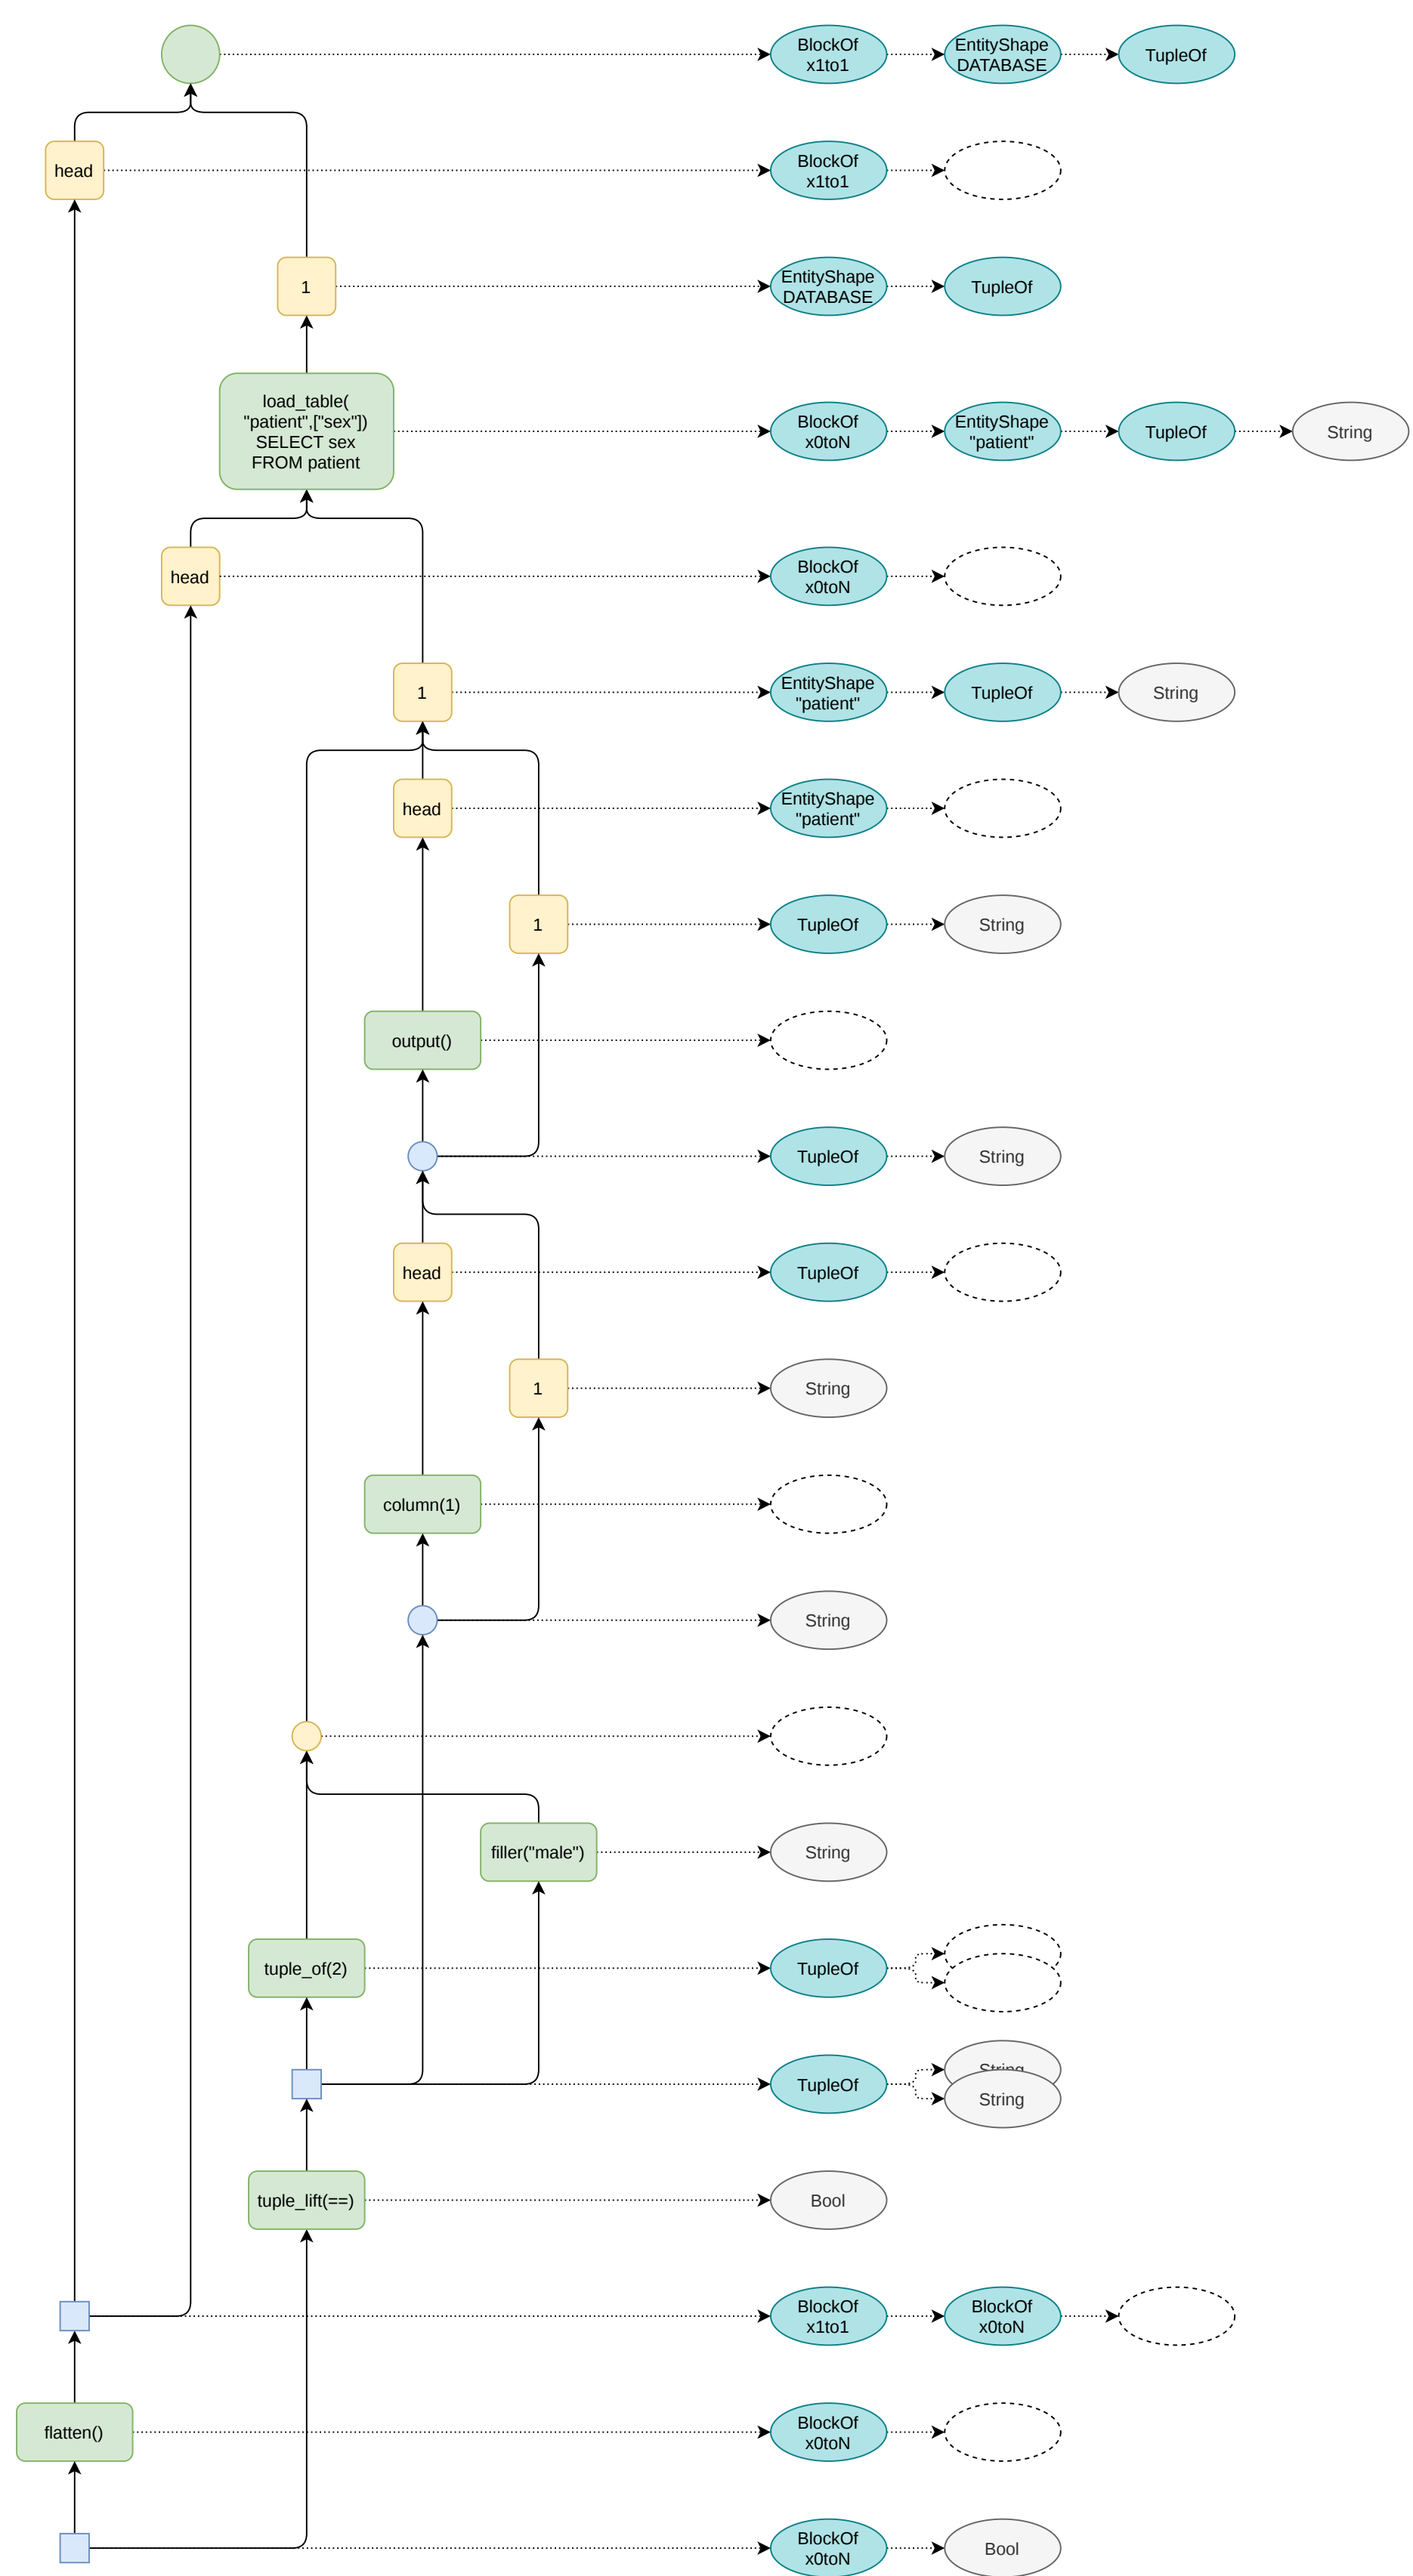 BlockOf
x1to1
EntityShape
DATABASE
TupleOf
head
BlockOf
x1to1
1
EntityShape
DATABASE
TupleOf
load_table(
"patient",["sex"])
SELECT sex
FROM patient
BlockOf
x0toN
EntityShape
"patient"
TupleOf
String
head
BlockOf
x0toN
1
EntityShape
"patient"
TupleOf
String
head
EntityShape
"patient"
1
TupleOf
String
output()
TupleOf
String
head
TupleOf
1
String
column(1)
String
filler("male")
String
tuple_of(2)
TupleOf
TupleOf
String
String
tuple_lift(==)
Bool
BlockOf
x1to1
BlockOf
x0toN
flatten()
BlockOf
x0toN
BlockOf
x0toN
Bool